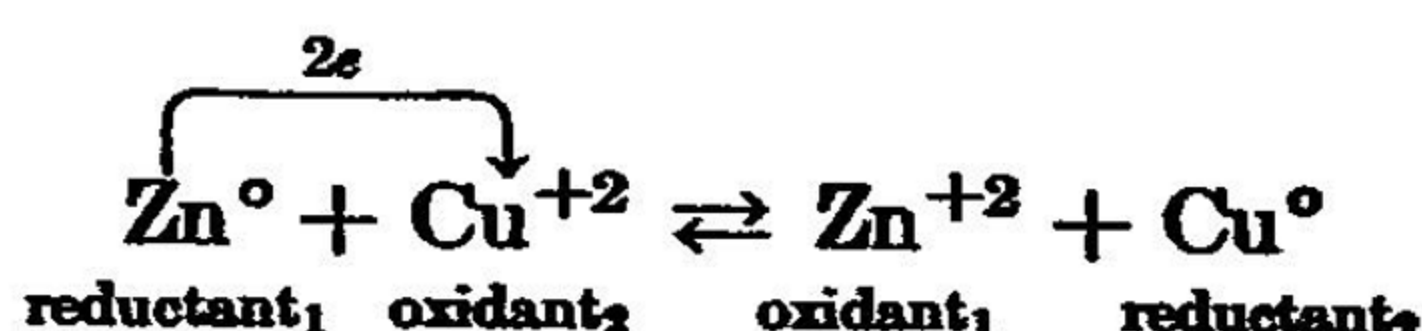 2e
Zn° + Cu⁺² ⇄ Zn⁺² + Cu°
reductant₁ oxidant₂ oxidant₁ reductant₂